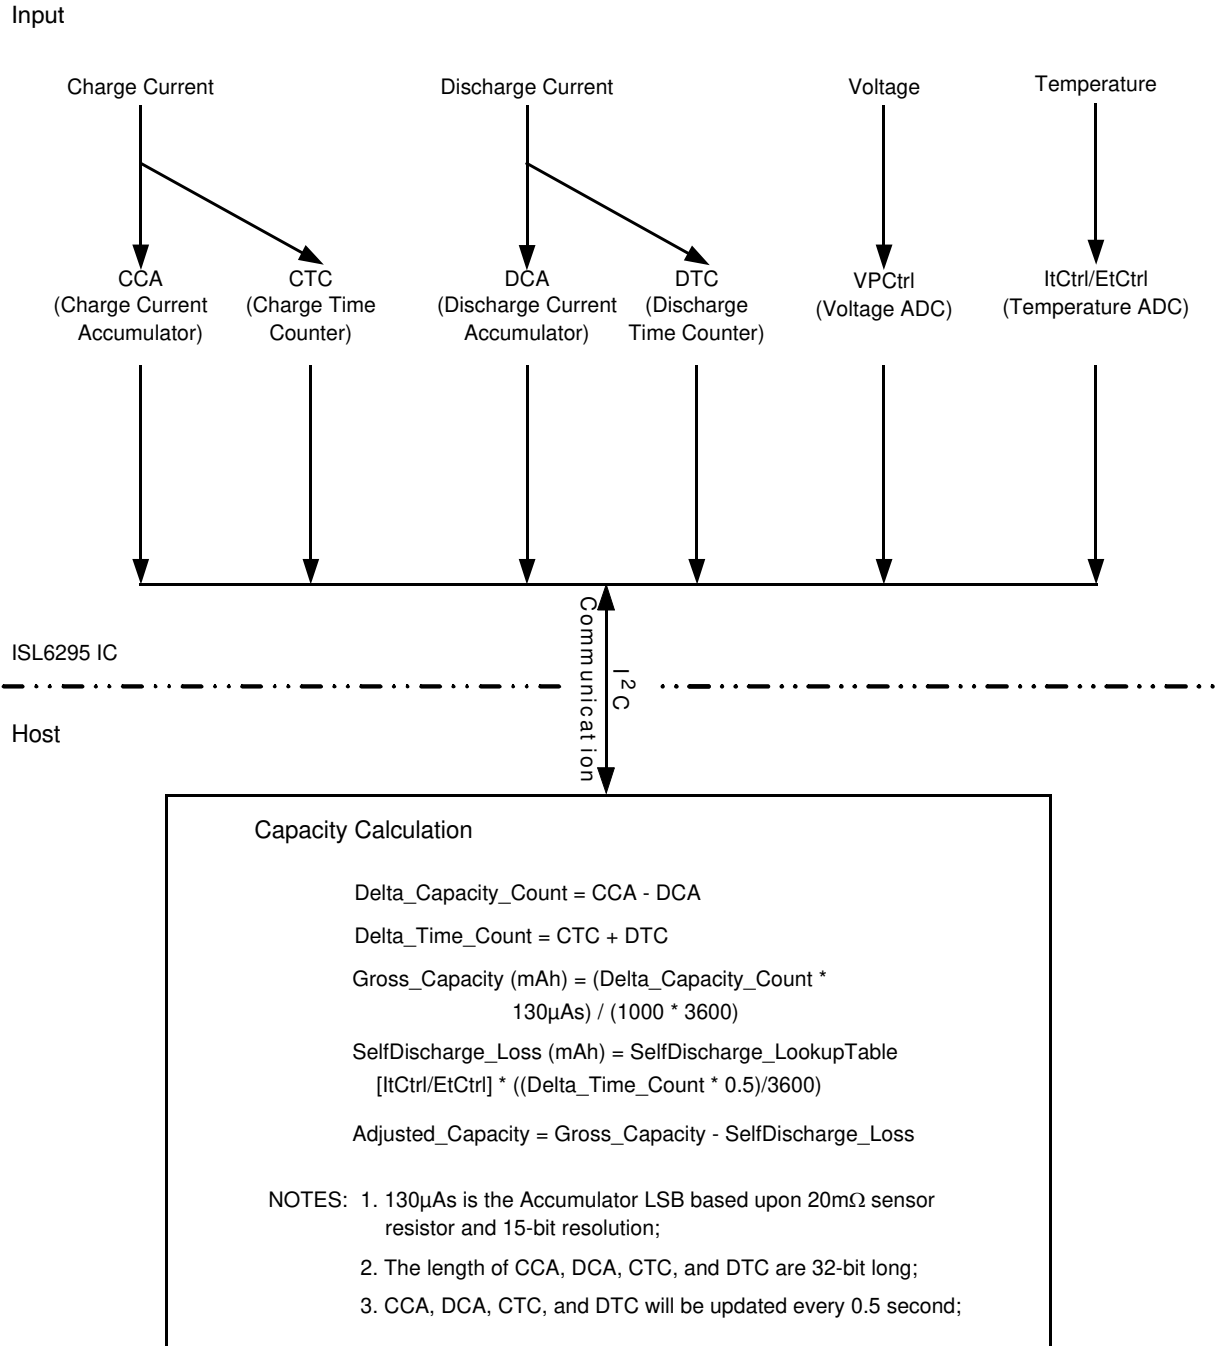 Input
Charge Current
Discharge Current
Voltage
Temperature
CCA
(Charge Current
Accumulator)
CTC
(Charge Time
Counter)
DCA
(Discharge Current
Accumulator)
DTC
(Discharge
Time Counter)
VPCtrl
(Voltage ADC)
ItCtrl/EtCtrl
(Temperature ADC)
I²C
Communication
ISL6295 IC
Host
Capacity Calculation
Delta_Capacity_Count = CCA - DCA
Delta_Time_Count = CTC + DTC
Gross_Capacity (mAh) = (Delta_Capacity_Count *
130µAs) / (1000 * 3600)
SelfDischarge_Loss (mAh) = SelfDischarge_LookupTable
[ItCtrl/EtCtrl] * ((Delta_Time_Count * 0.5)/3600)
Adjusted_Capacity = Gross_Capacity - SelfDischarge_Loss
NOTES: 1. 130µAs is the Accumulator LSB based upon 20mΩ sensor
resistor and 15-bit resolution;
2. The length of CCA, DCA, CTC, and DTC are 32-bit long;
3. CCA, DCA, CTC, and DTC will be updated every 0.5 second;